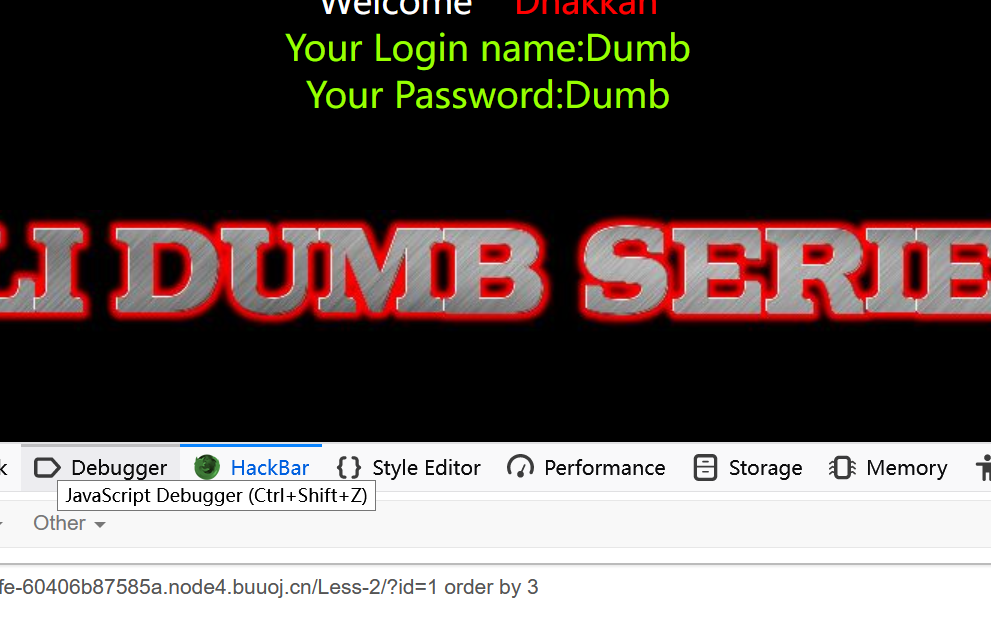 Welcome Dhakkan
Your Login name:Dumb
Your Password:Dumb
LI DUMB SERIE
k Debugger HackBar Style Editor Performance Storage Memory
JavaScript Debugger (Ctrl+Shift+Z)
Other
fe-60406b87585a.node4.buuoj.cn/Less-2/?id=1 order by 3